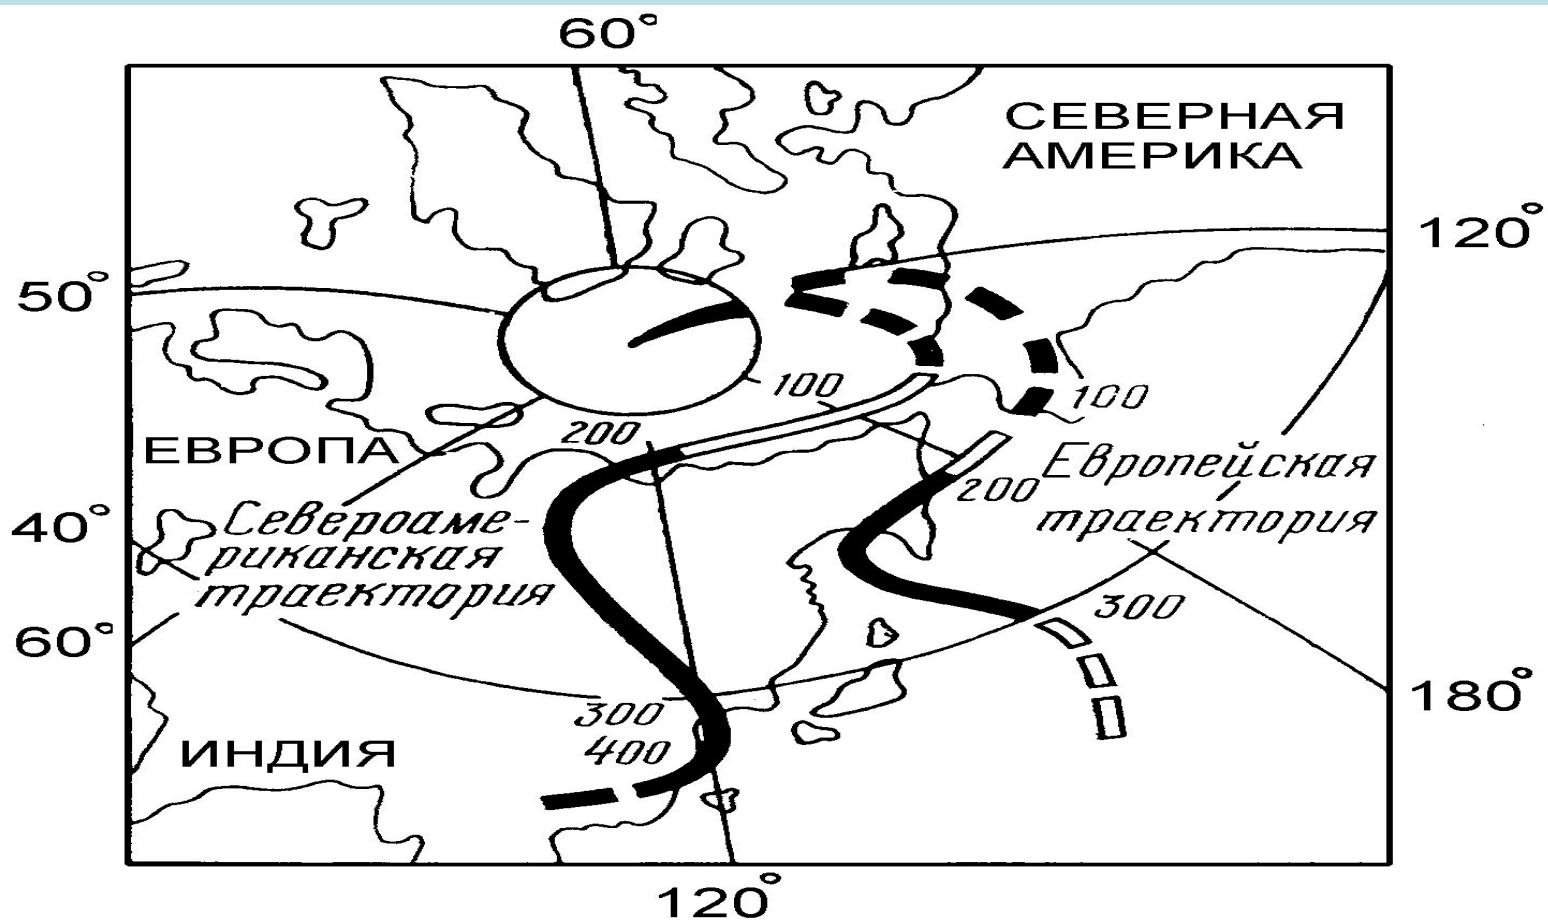 60°
СЕВЕРНАЯ
АМЕРИКА
120°
50°
100
100
200
ЕВРОПА
Европейская
200
Североаме-
траектория
40°
риканская
траектория
300
60°
180°
300
ИНДИЯ
400
120°